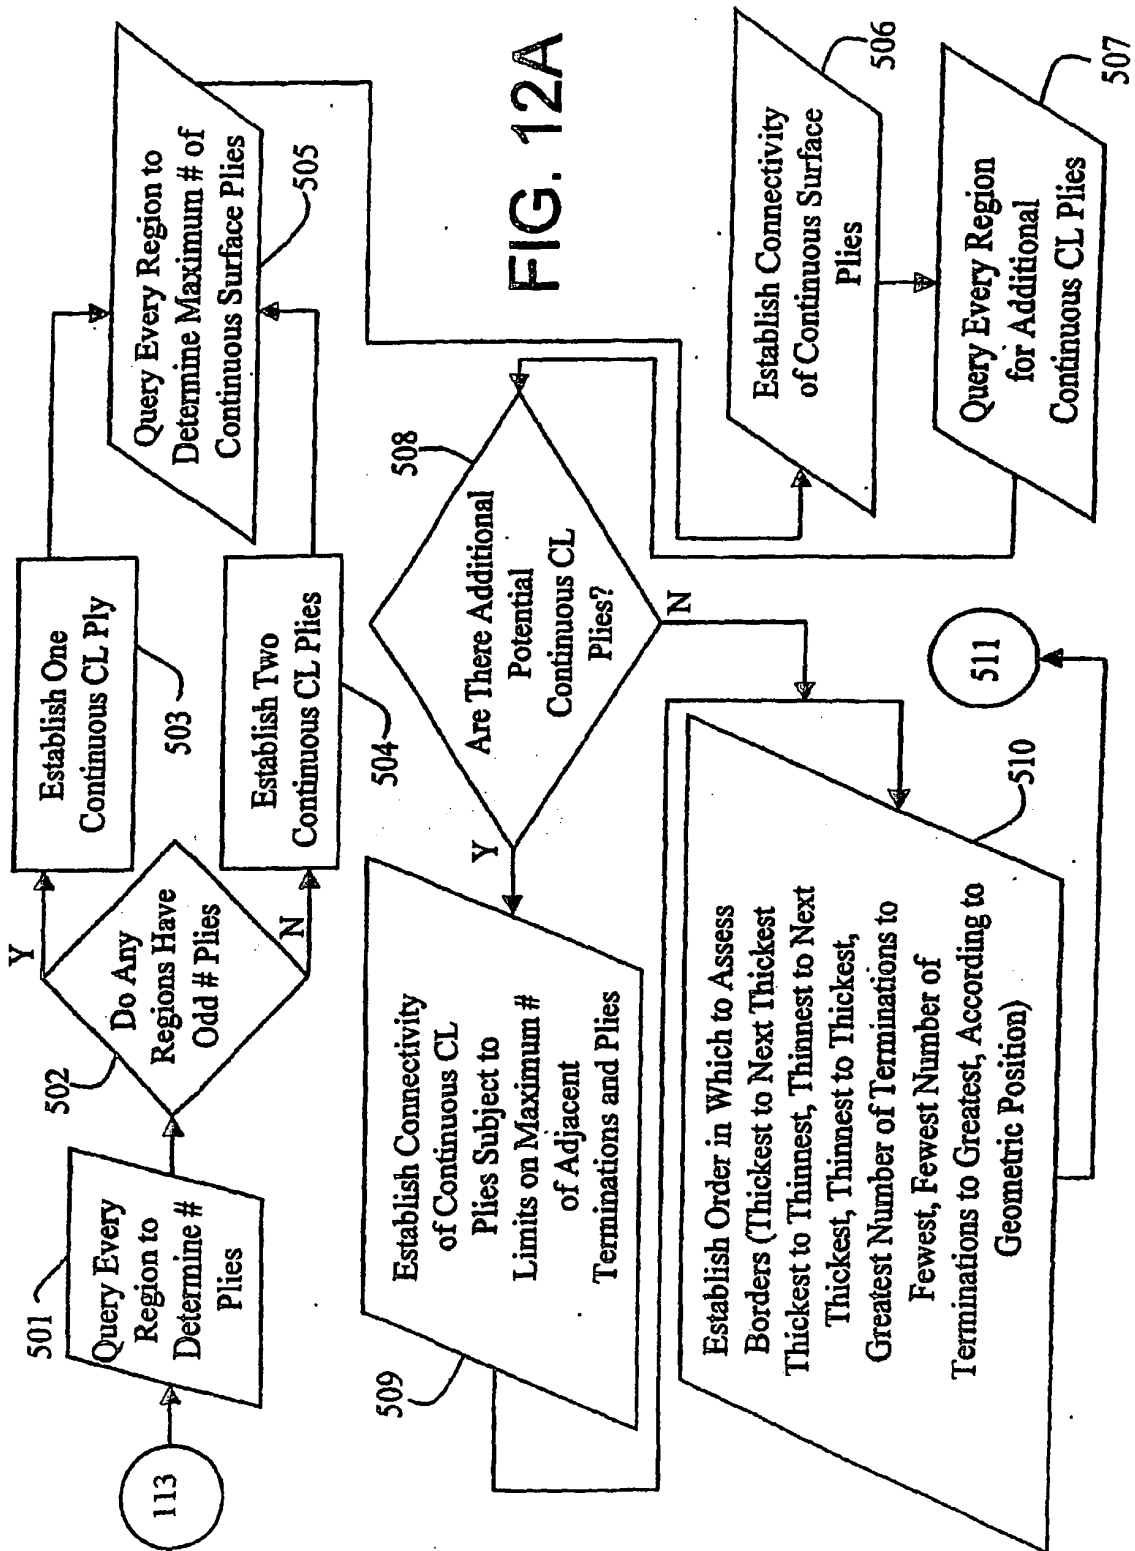 113
501
Query Every
Region to
Determine #
Plies
502
Do Any
Regions Have
Odd # Plies
Y
N
Establish One
Continuous CL Ply
503
Establish Two
Continuous CL Plies
504
Query Every Region to
Determine Maximum # of
Continuous Surface Plies
505
FIG. 12A
Establish Connectivity
of Continuous Surface
Plies
506
Query Every Region
for Additional
Continuous CL Plies
507
508
Are There Additional
Potential
Continuous CL
Plies?
Y
N
509
Establish Connectivity
of Continuous CL
Plies Subject to
Limits on Maximum #
of Adjacent
Terminations and Plies
Establish Order in Which to Assess
Borders (Thickest to Next Thickest
Thickest to Thinnest, Thinnest to Next
Thickest, Thinnest to Thickest,
Greatest Number of Terminations to
Fewest, Fewest Number of
Terminations to Greatest, According to
Geometric Position)
510
511